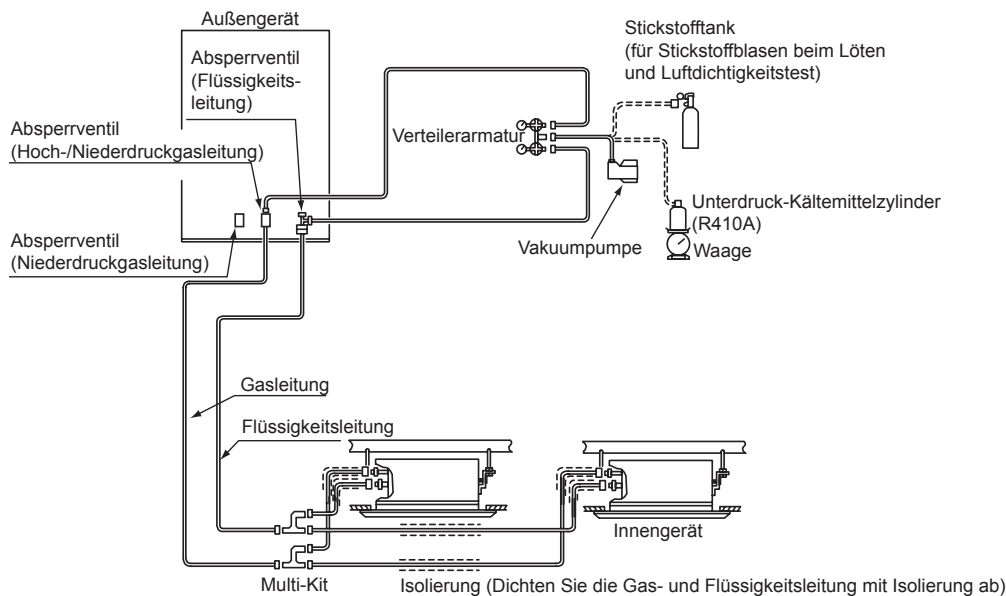 Außengerät
Absperrventil
(Flüssigkeits-
leitung)
Absperrventil
(Hoch-/Niederdruckgasleitung)
Absperrventil
(Niederdruckgasleitung)
Stickstofftank
(für Stickstoffblasen beim Löten
und Luftdichtigkeitstest)
Verteilerarmatur
Unterdruck-Kältemittelzylinder
(R410A)
Waage
Vakuumpumpe
Gasleitung
Flüssigkeitsleitung
Innengerät
Multi-Kit
Isolierung (Dichten Sie die Gas- und Flüssigkeitsleitung mit Isolierung ab)